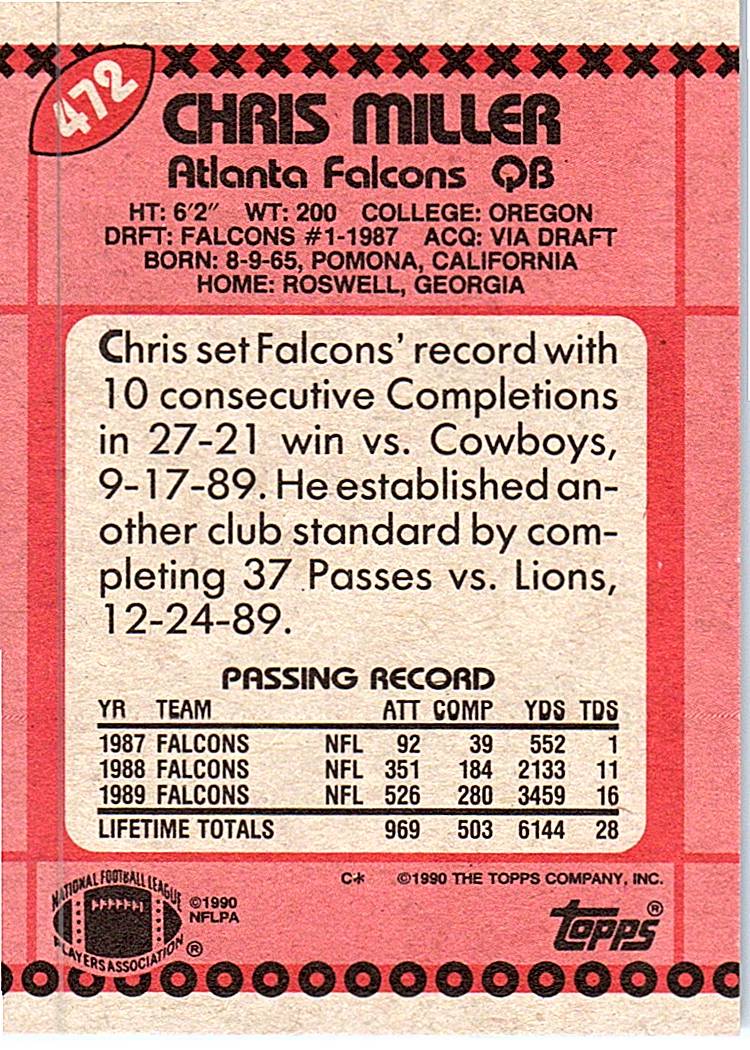 472
CHRIS MILLER
Atlanta Falcons QB
HT: 6'2" WT: 200 COLLEGE: OREGON
DRFT: FALCONS #1-1987 ACQ: VIA DRAFT
BORN: 8-9-65, POMONA, CALIFORNIA
HOME: ROSWELL, GEORGIA
Chris set Falcons' record with
10 consecutive Completions
in 27-21 win vs. Cowboys,
9-17-89. He established an-
other club standard by com-
pleting 37 Passes vs. Lions,
12-24-89.
PASSING RECORD
YR TEAM ATT COMP YDS TDS
1987 FALCONS NFL 92 39 552 1
1988 FALCONS NFL 351 184 2133 11
1989 FALCONS NFL 526 280 3459 16
LIFETIME TOTALS 969 503 6144 28
C* ©1990 THE TOPPS COMPANY, INC.
NATIONAL FOOTBALL LEAGUE
PLAYERS ASSOCIATION ®
©1990
NFLPA
topps ®